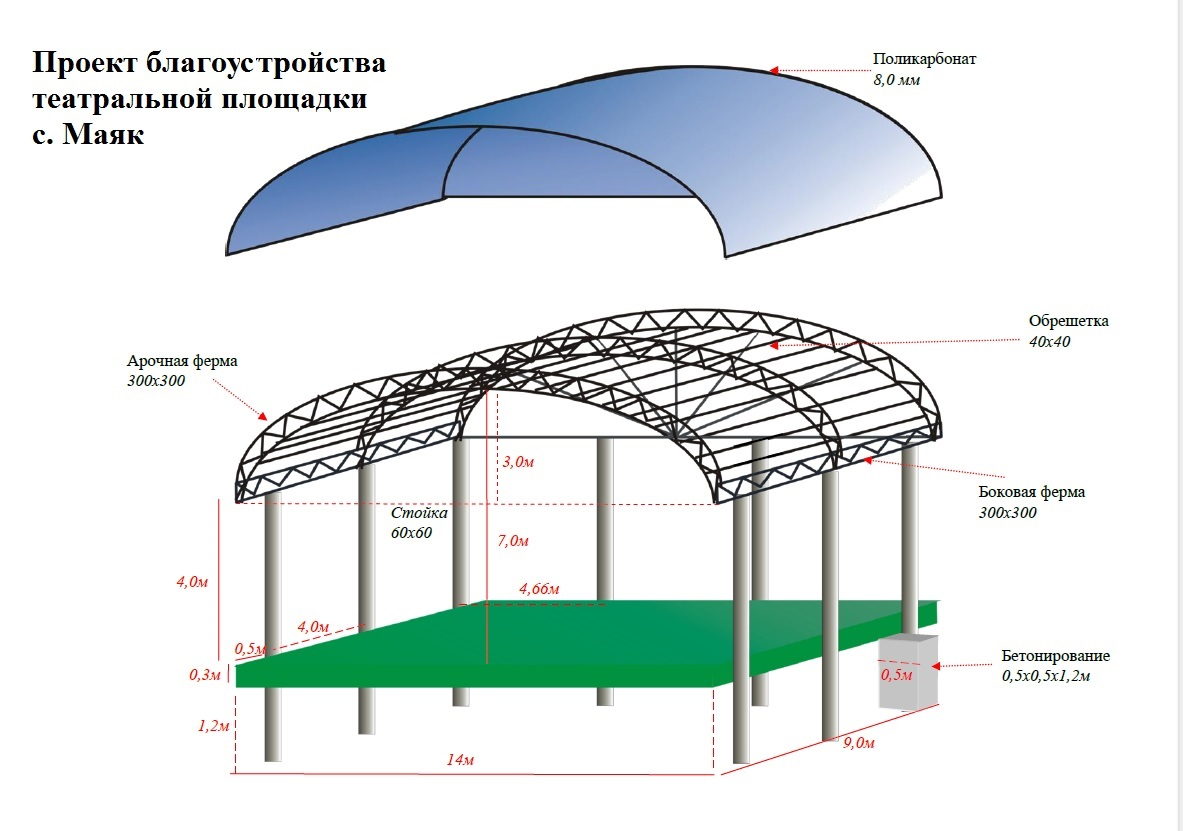 Проект благоустройства
театральной площадки
с. Маяк
Поликарбонат
8,0 мм
Обрешетка
40х40
Арочная ферма
300х300
3,0м
Боковая ферма
300х300
Стойка
60х60
7,0м
4,0м
4,66м
4,0м
0,5м
0,3м
Бетонирование
0,5х0,5х1,2м
0,5м
1,2м
9,0м
14м